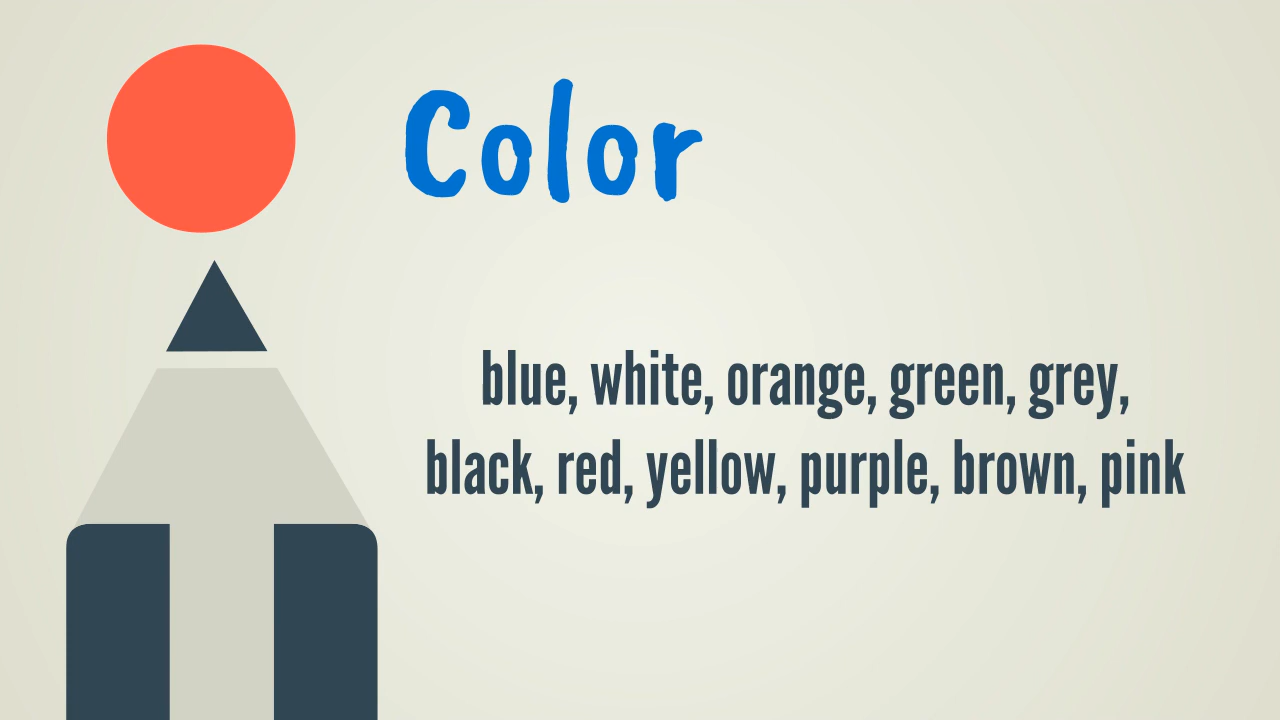 Color
blue, white, orange, green, grey,
black, red, yellow, purple, brown, pink